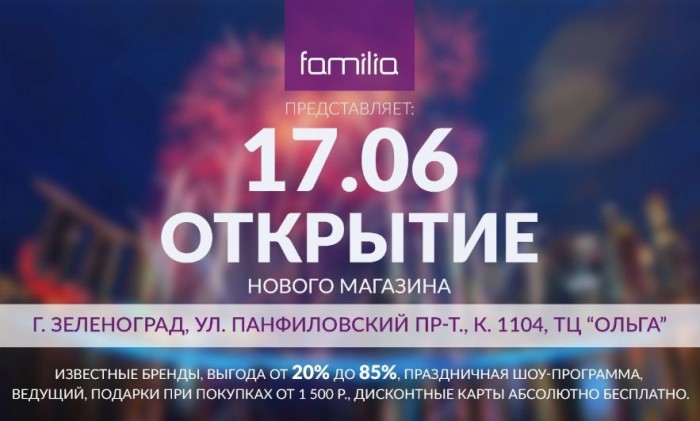 familia
ПРЕДСТАВЛЯЕТ:
17.06
ОТКРЫТИЕ
НОВОГО МАГАЗИНА
Г. ЗЕЛЕНОГРАД, УЛ. ПАНФИЛОВСКИЙ ПР-Т., К. 1104, ТЦ “ОЛЬГА”
ИЗВЕСТНЫЕ БРЕНДЫ, ВЫГОДА ОТ 20% ДО 85%, ПРАЗДНИЧНАЯ ШОУ-ПРОГРАММА,
ВЕДУЩИЙ, ПОДАРКИ ПРИ ПОКУПКАХ ОТ 1 500 Р., ДИСКОНТНЫЕ КАРТЫ АБСОЛЮТНО БЕСПЛАТНО.